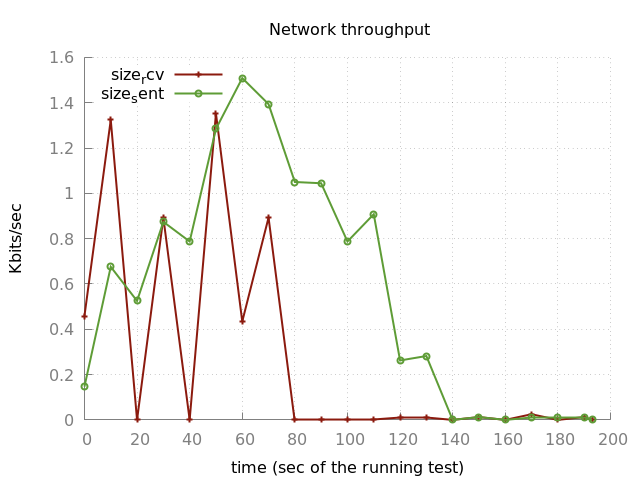 Network throughput
1.6
1.4
1.2
1
0.8
0.6
0.4
0.2
0
size_rcv
size_sent
Kbits/sec
0 20 40 60 80 100 120 140 160 180 200
time (sec of the running test)